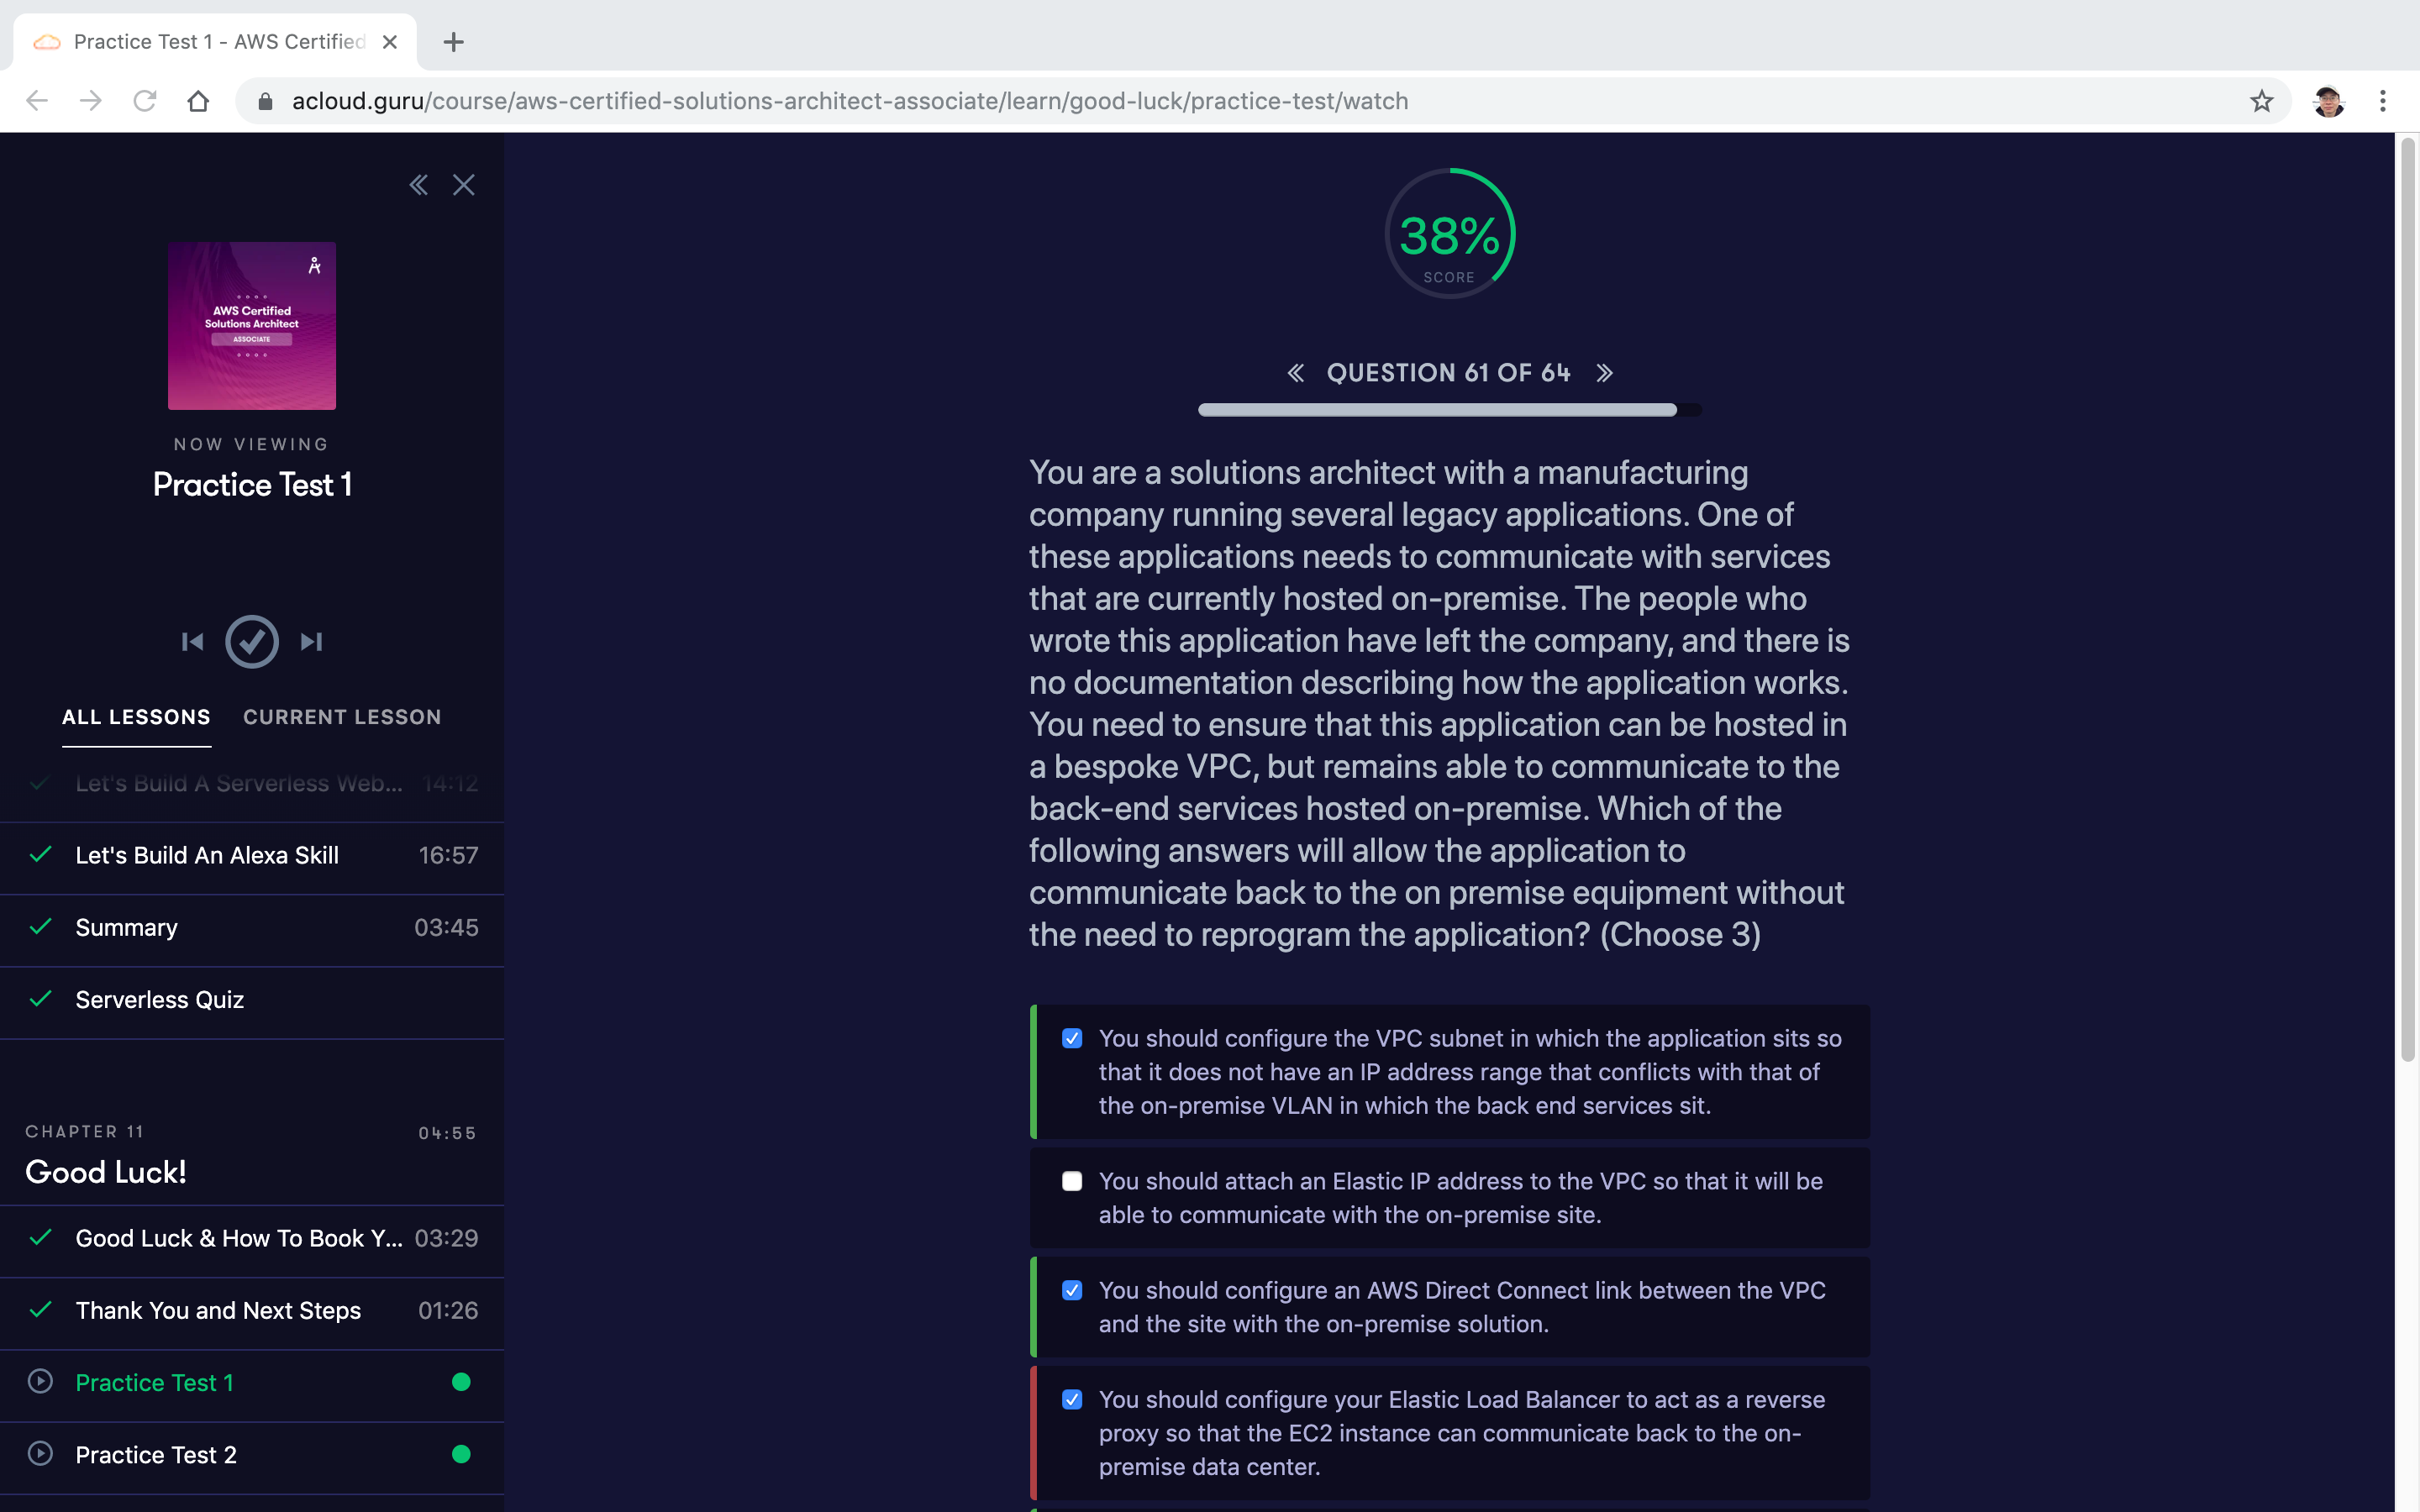 Practice Test 1 - AWS Certified
acloud.guru/course/aws-certified-solutions-architect-associate/learn/good-luck/practice-test/watch
AWS Certified
Solutions Architect
ASSOCIATE
NOW VIEWING
Practice Test 1
ALL LESSONS CURRENT LESSON
Let's Build A Serverless Web... 14:12
Let's Build An Alexa Skill 16:57
Summary 03:45
Serverless Quiz
CHAPTER 11 04:55
Good Luck!
Good Luck & How To Book Y... 03:29
Thank You and Next Steps 01:26
Practice Test 1
Practice Test 2
38%
SCORE
QUESTION 61 OF 64
You are a solutions architect with a manufacturing
company running several legacy applications. One of
these applications needs to communicate with services
that are currently hosted on-premise. The people who
wrote this application have left the company, and there is
no documentation describing how the application works.
You need to ensure that this application can be hosted in
a bespoke VPC, but remains able to communicate to the
back-end services hosted on-premise. Which of the
following answers will allow the application to
communicate back to the on premise equipment without
the need to reprogram the application? (Choose 3)
You should configure the VPC subnet in which the application sits so
that it does not have an IP address range that conflicts with that of
the on-premise VLAN in which the back end services sit.
You should attach an Elastic IP address to the VPC so that it will be
able to communicate with the on-premise site.
You should configure an AWS Direct Connect link between the VPC
and the site with the on-premise solution.
You should configure your Elastic Load Balancer to act as a reverse
proxy so that the EC2 instance can communicate back to the on-
premise data center.